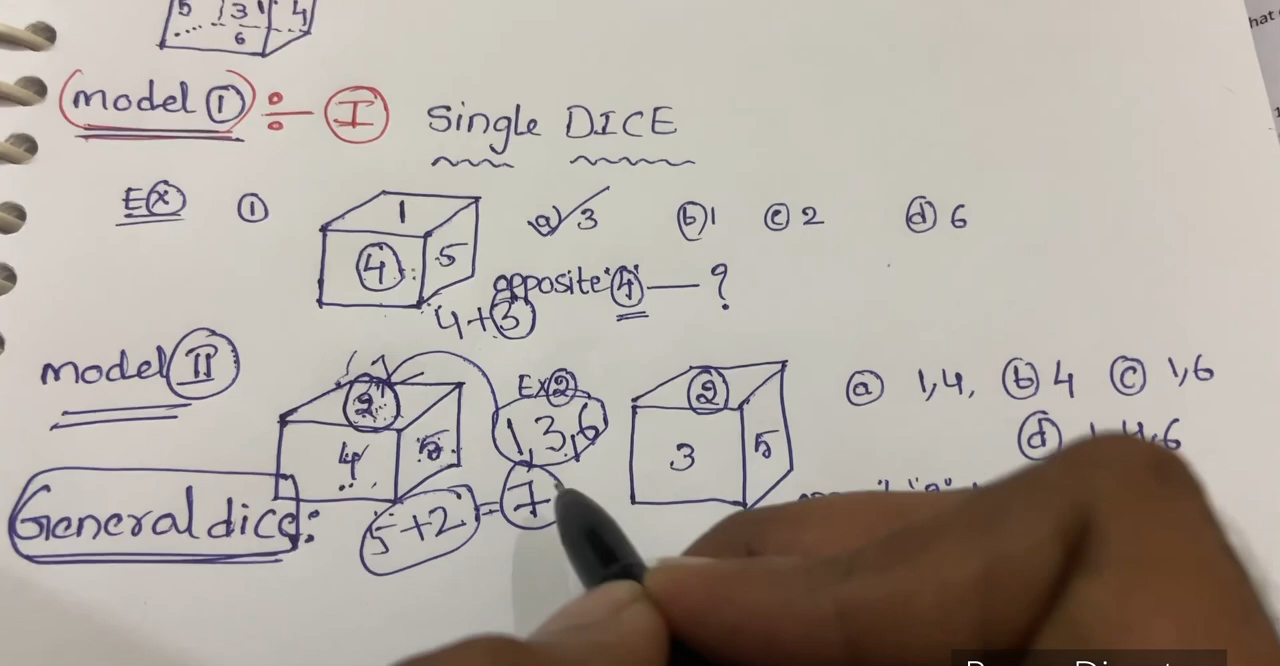 5 3 4
6
model ① ÷ Ⅰ Single DICE
EX ① 1 4 5 a) 3 b) 1 c) 2 d) 6
opposite "4" — ?
4+3
model Ⅱ 2 4 5 EX② 1,3,6 2 3 5 a 1,4, b 4 c 1,6
d 6
General dice: 5+2 = 7